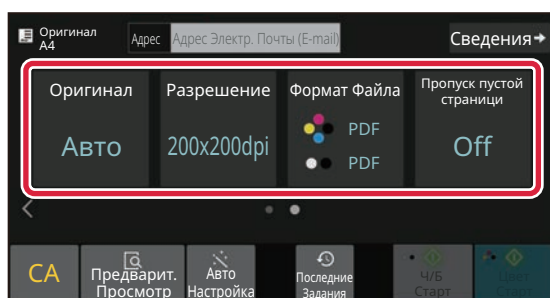 Оригинал
A4
Адрес
Адрес Электр. Почты (E-mail)
Сведения
Оригинал
Авто
Разрешение
200x200dpi
Формат Файла
PDF
PDF
Пропуск пустой
страници
Off
CA
Предварит.
Просмотр
Авто
Настройка
Последние
Задания
Ч/Б
Старт
Цвет
Старт